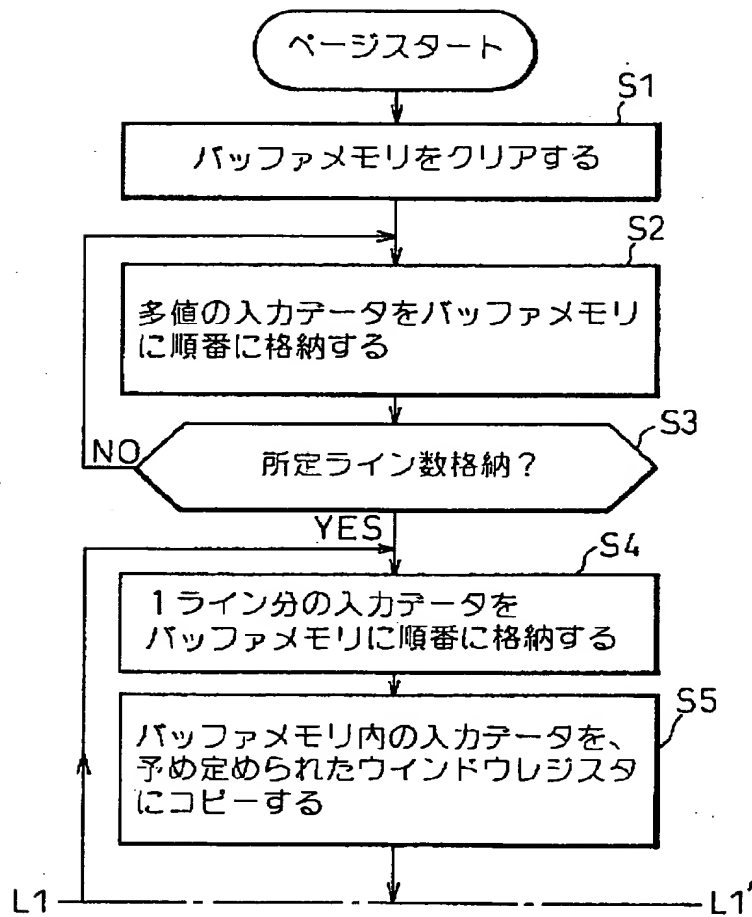 ページスタート
S1
バッファメモリをクリアする
S2
多値の入力データをバッファメモリ
に順番に格納する
S3
NO
所定ライン数格納？
YES
S4
1ライン分の入力データを
バッファメモリに順番に格納する
S5
バッファメモリ内の入力データを、
予め定められたウインドウレジスタ
にコピーする
L1
L1'